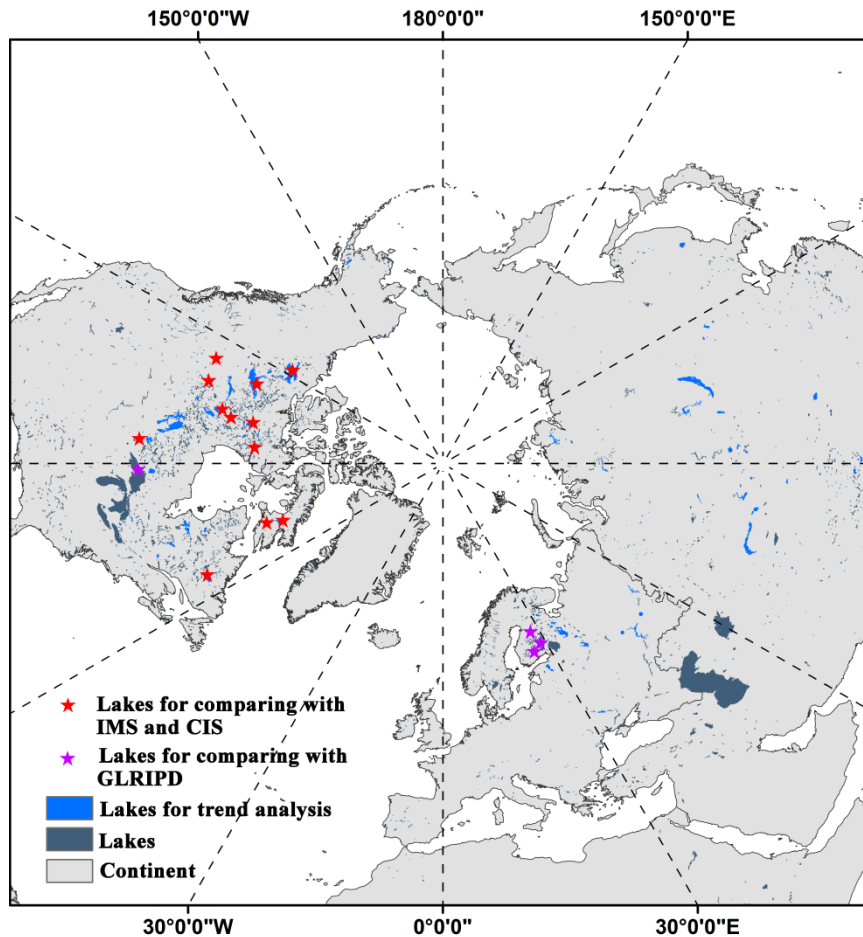 150°0'0"W 180°0'0" 150°0'0"E
Lakes for comparing with
IMS and CIS
Lakes for comparing with
GLRIPD
Lakes for trend analysis
Lakes
Continent
30°0'0"W 0°0'0" 30°0'0"E